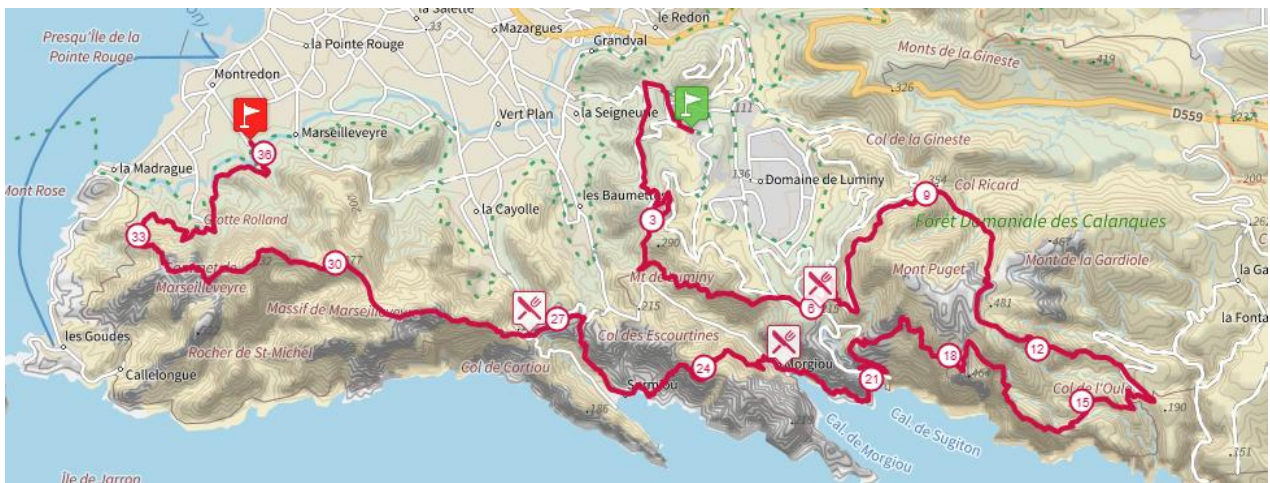 la Salette
33
Mazargues
le Redon
Grandval
Presqu'Île de la
Pointe Rouge
la Pointe Rouge
Monts de la Gineste
419
Montredon
326
la Seigneurie
Vert Plan
111
D559
237
Marseilleveyre
Col de la Gineste
36
la Madrague
136
Domaine de Luminy
200
Mont Rose
200
les Baumettes
354
Col Ricard
9
la Cayolle
3
Grotte Rolland
Forêt Domaniale des Calanques
33
290
30
Mont Puget
Mont de la Gardiole
Mt de Luminy
Marseilleveyre
Massif de Marseilleveyre
6
481
215
27
les Goudes
Col des Escourtines
Rocher de St-Michel
12
18
Callelongue
Col de Cortiou
24
Morgiou
21
464
Sormiou
Col de l'Oule
15
190
186
Cal. de Sugiton
Cal. de Morgiou
151
Île de Jarron